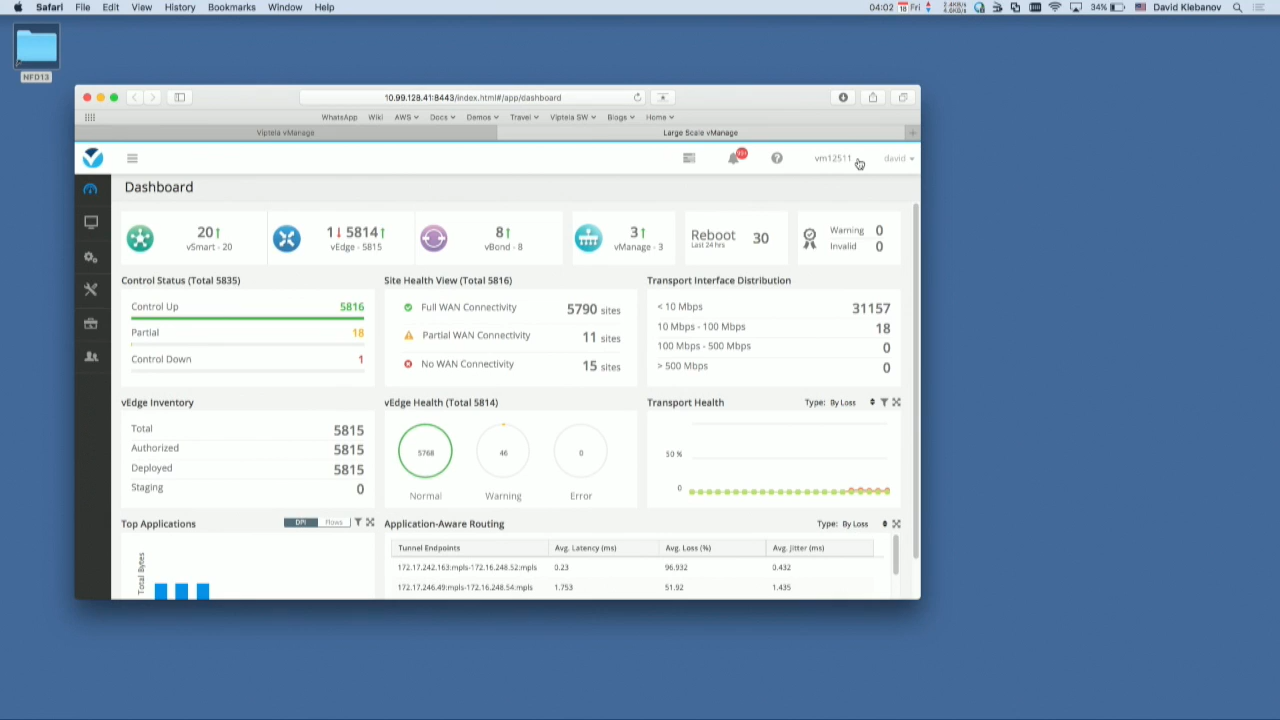 Safari File Edit View History Bookmarks Window Help 04:02 18 Fri 34% David Klebanov
NFD13
10.99.128.41:8443/index.html#/app/dashboard
WhatsApp Wiki AWS Docs Demos Travel Viptela SW Blogs Home
Viptela vManage Large Scale vManage
99+ vm12511 david
Dashboard
20 vSmart - 20
1 5814 vEdge - 5815
8 vBond - 8
3 vManage - 3
Reboot Last 24 hrs 30
Warning 0
Invalid 0
Control Status (Total 5835)
Control Up 5816
Partial 18
Control Down 1
Site Health View (Total 5816)
Full WAN Connectivity 5790 sites
Partial WAN Connectivity 11 sites
No WAN Connectivity 15 sites
Transport Interface Distribution
< 10 Mbps 31157
10 Mbps - 100 Mbps 18
100 Mbps - 500 Mbps 0
> 500 Mbps 0
vEdge Inventory
Total 5815
Authorized 5815
Deployed 5815
Staging 0
vEdge Health (Total 5814)
5768 46 0
Normal Warning Error
Transport Health Type: By Loss
50 %
0
Top Applications DPI Flows
Total Bytes
Application-Aware Routing Type: By Loss
Tunnel Endpoints Avg. Latency (ms) Avg. Loss (%) Avg. Jitter (ms)
172.17.242.163:mpls-172.16.248.52:mpls 0.23 96.932 0.432
172.17.246.49:mpls-172.16.248.54:mpls 1.753 51.92 1.435